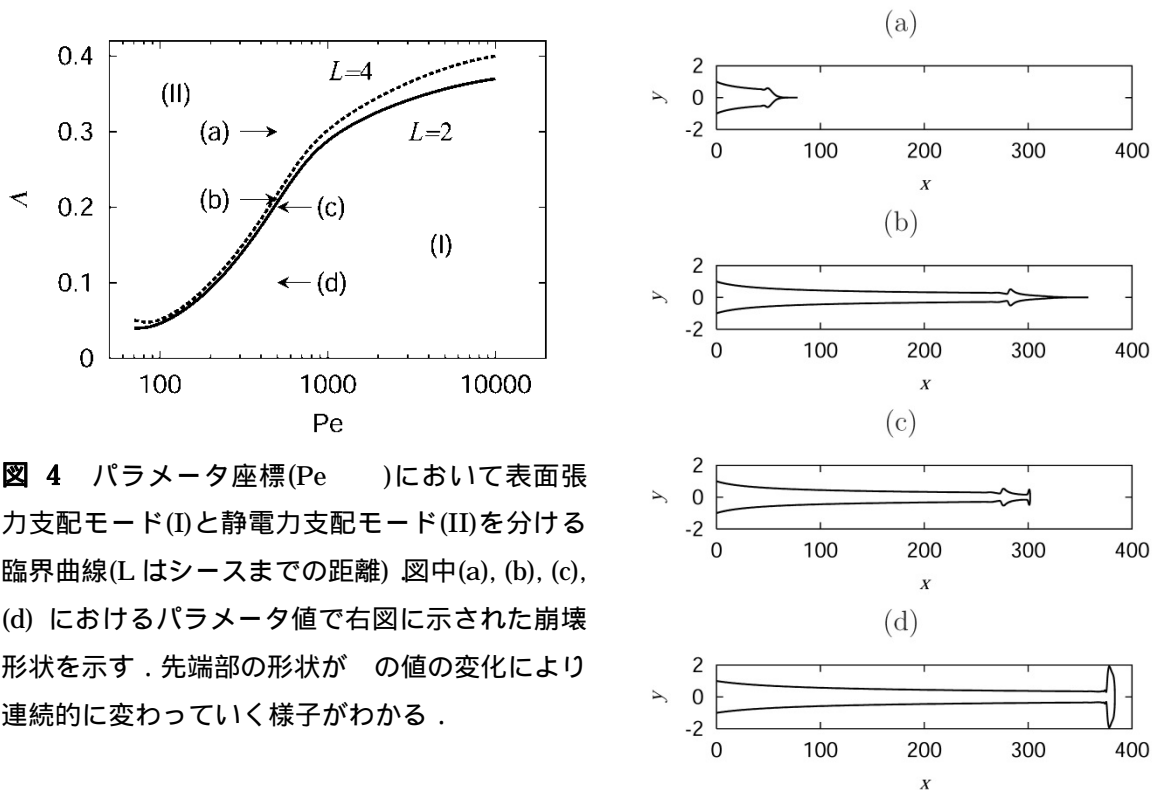 0.4
0.3
0.2
0.1
0
Λ
(II)
L=4
(a)
L=2
(b)
(c)
(I)
(d)
100
1000
10000
Pe
図 4 パラメータ座標(Pe )において表面張
力支配モード(I)と静電力支配モード(II)を分ける
臨界曲線(L はシースまでの距離) .図中(a), (b), (c),
(d) におけるパラメータ値で右図に示された崩壊
形状を示す．先端部の形状が の値の変化により
連続的に変わっていく様子がわかる．
(a)
2
0
-2
y
0 100 200 300 400
x
(b)
2
0
-2
y
0 100 200 300 400
x
(c)
2
0
-2
y
0 100 200 300 400
x
(d)
2
0
-2
y
0 100 200 300 400
x